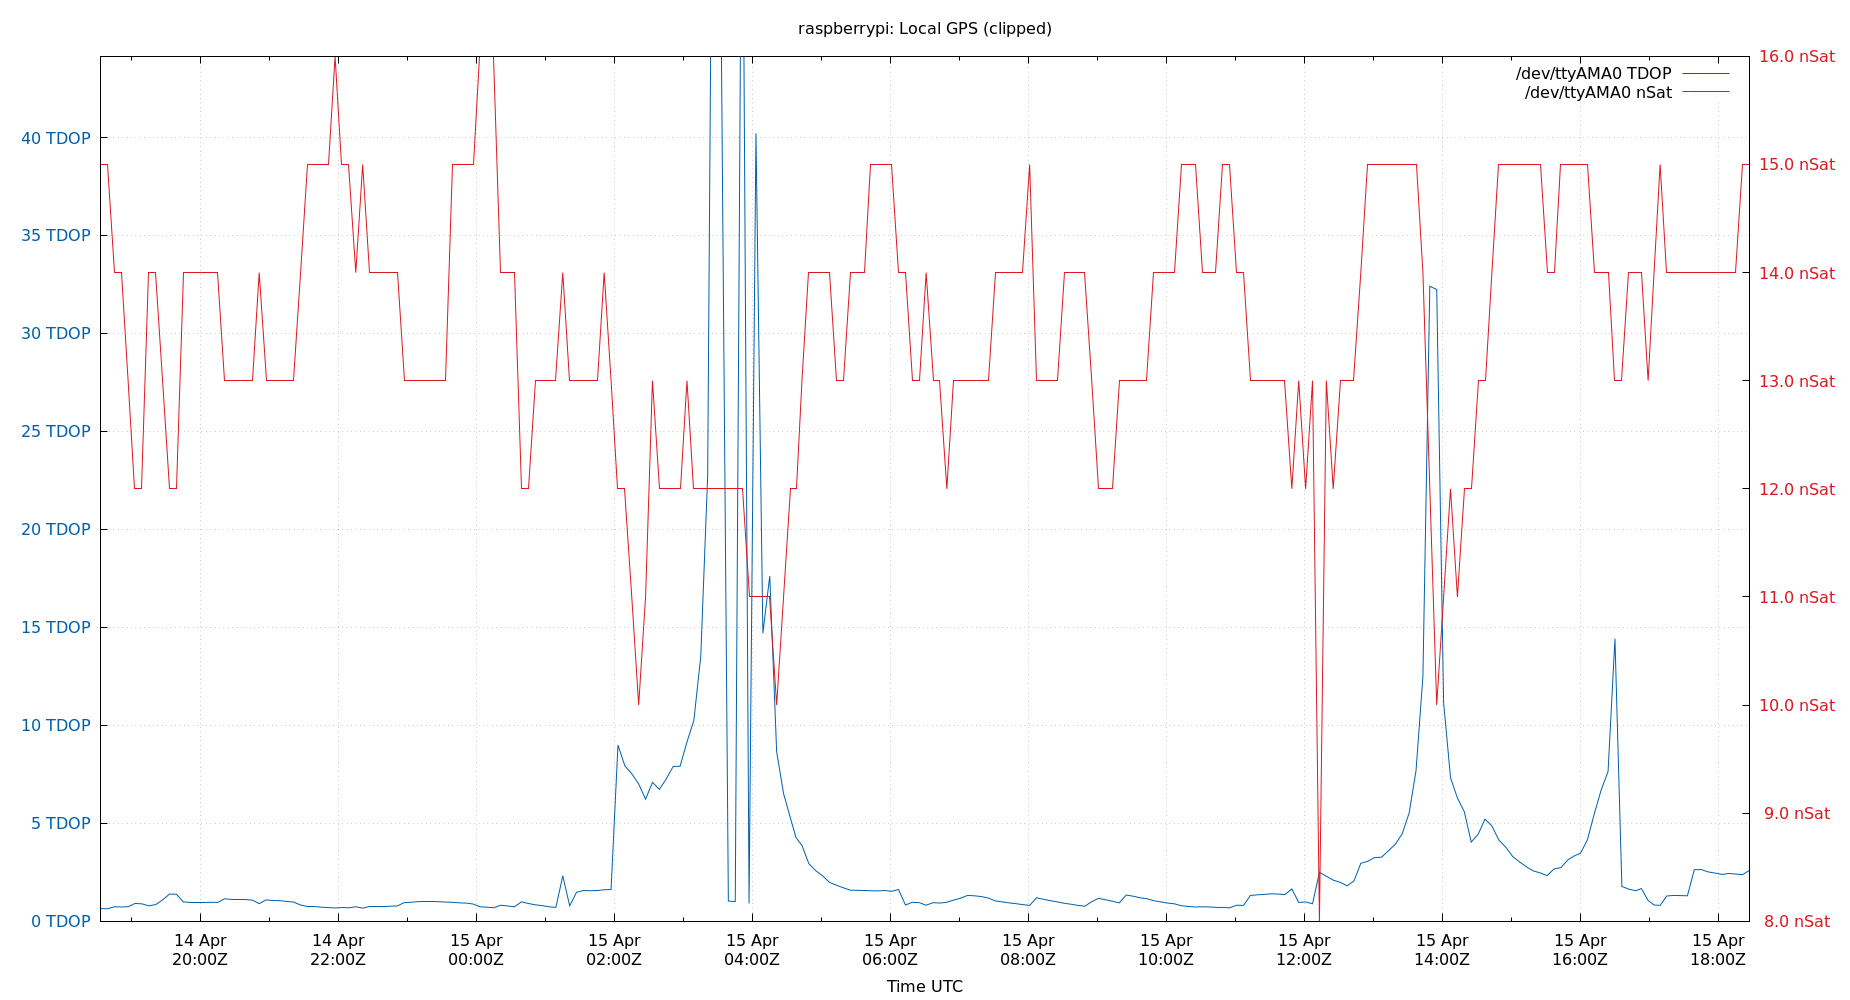 raspberrypi: Local GPS (clipped)
16.0 nSat
/dev/ttyAMA0 TDOP
/dev/ttyAMA0 nSat
40 TDOP
15.0 nSat
35 TDOP
14.0 nSat
30 TDOP
13.0 nSat
25 TDOP
12.0 nSat
20 TDOP
11.0 nSat
15 TDOP
10.0 nSat
10 TDOP
9.0 nSat
5 TDOP
0 TDOP
8.0 nSat
14 Apr 14 Apr 15 Apr 15 Apr 15 Apr 15 Apr 15 Apr 15 Apr 15 Apr 15 Apr 15 Apr 15 Apr
20:00Z 22:00Z 00:00Z 02:00Z 04:00Z 06:00Z 08:00Z 10:00Z 12:00Z 14:00Z 16:00Z 18:00Z
Time UTC